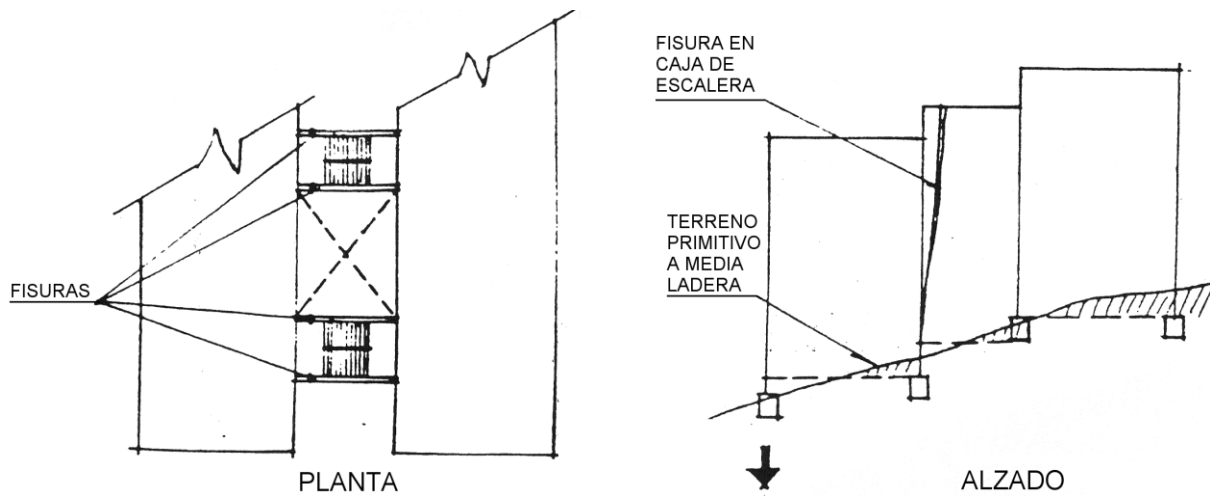 FISURAS
PLANTA
FISURA EN
CAJA DE
ESCALERA
TERRENO
PRIMITIVO
A MEDIA
LADERA
ALZADO